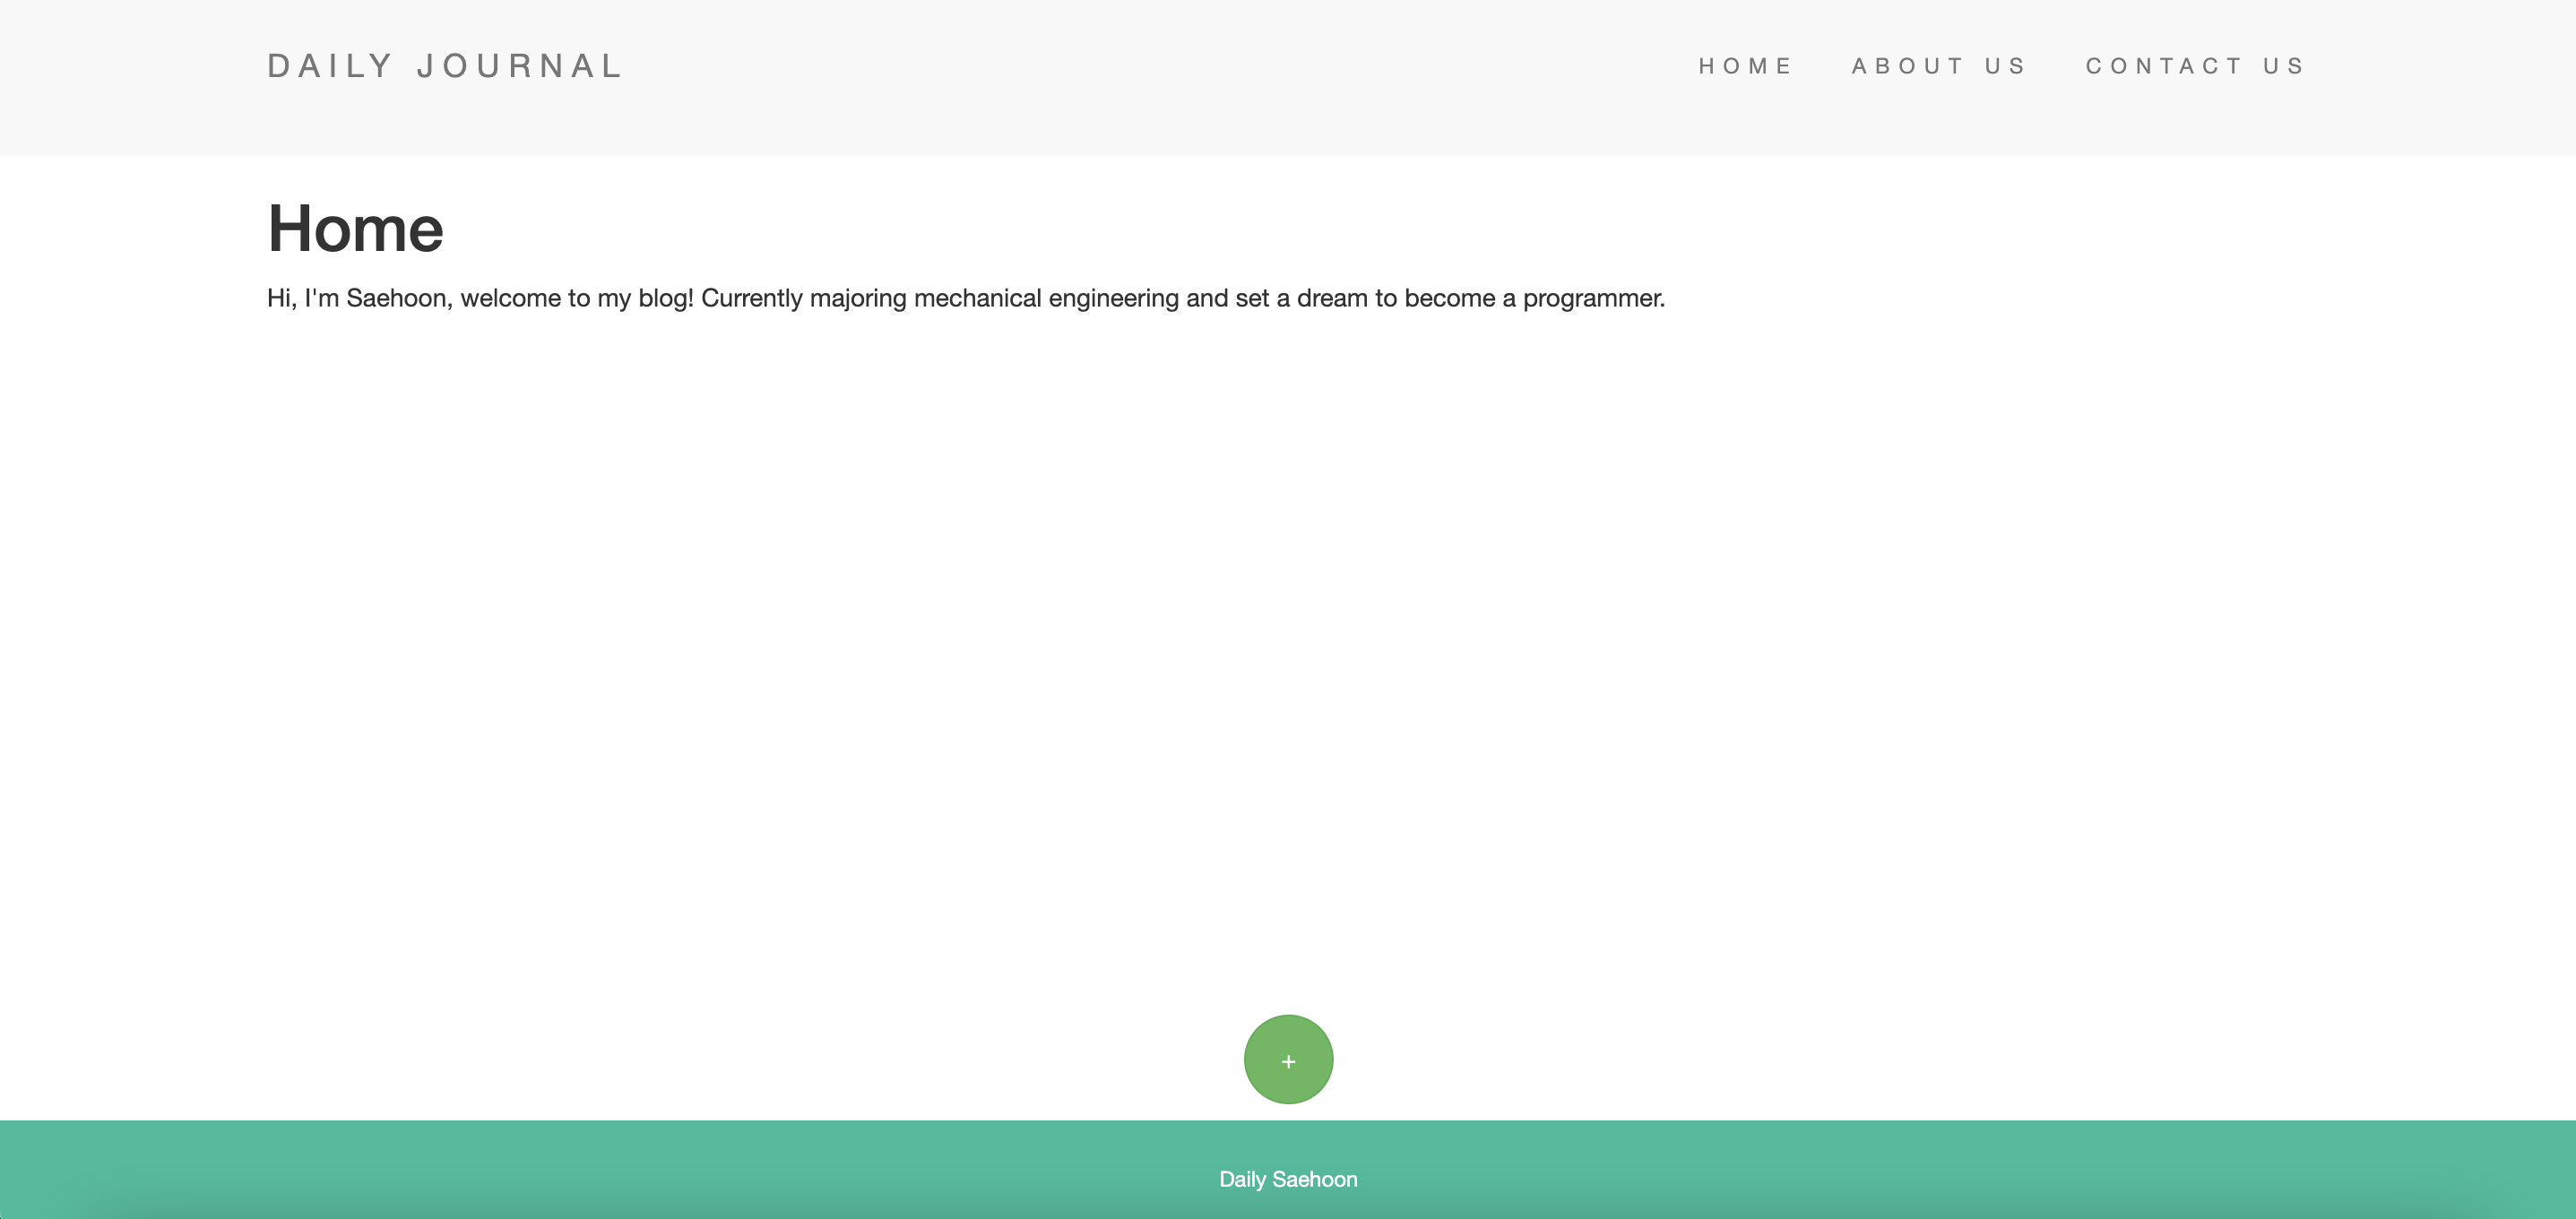 DAILY JOURNAL
HOME ABOUT US CONTACT US
Home
Hi, I'm Saehoon, welcome to my blog! Currently majoring mechanical engineering and set a dream to become a programmer.
+
Daily Saehoon